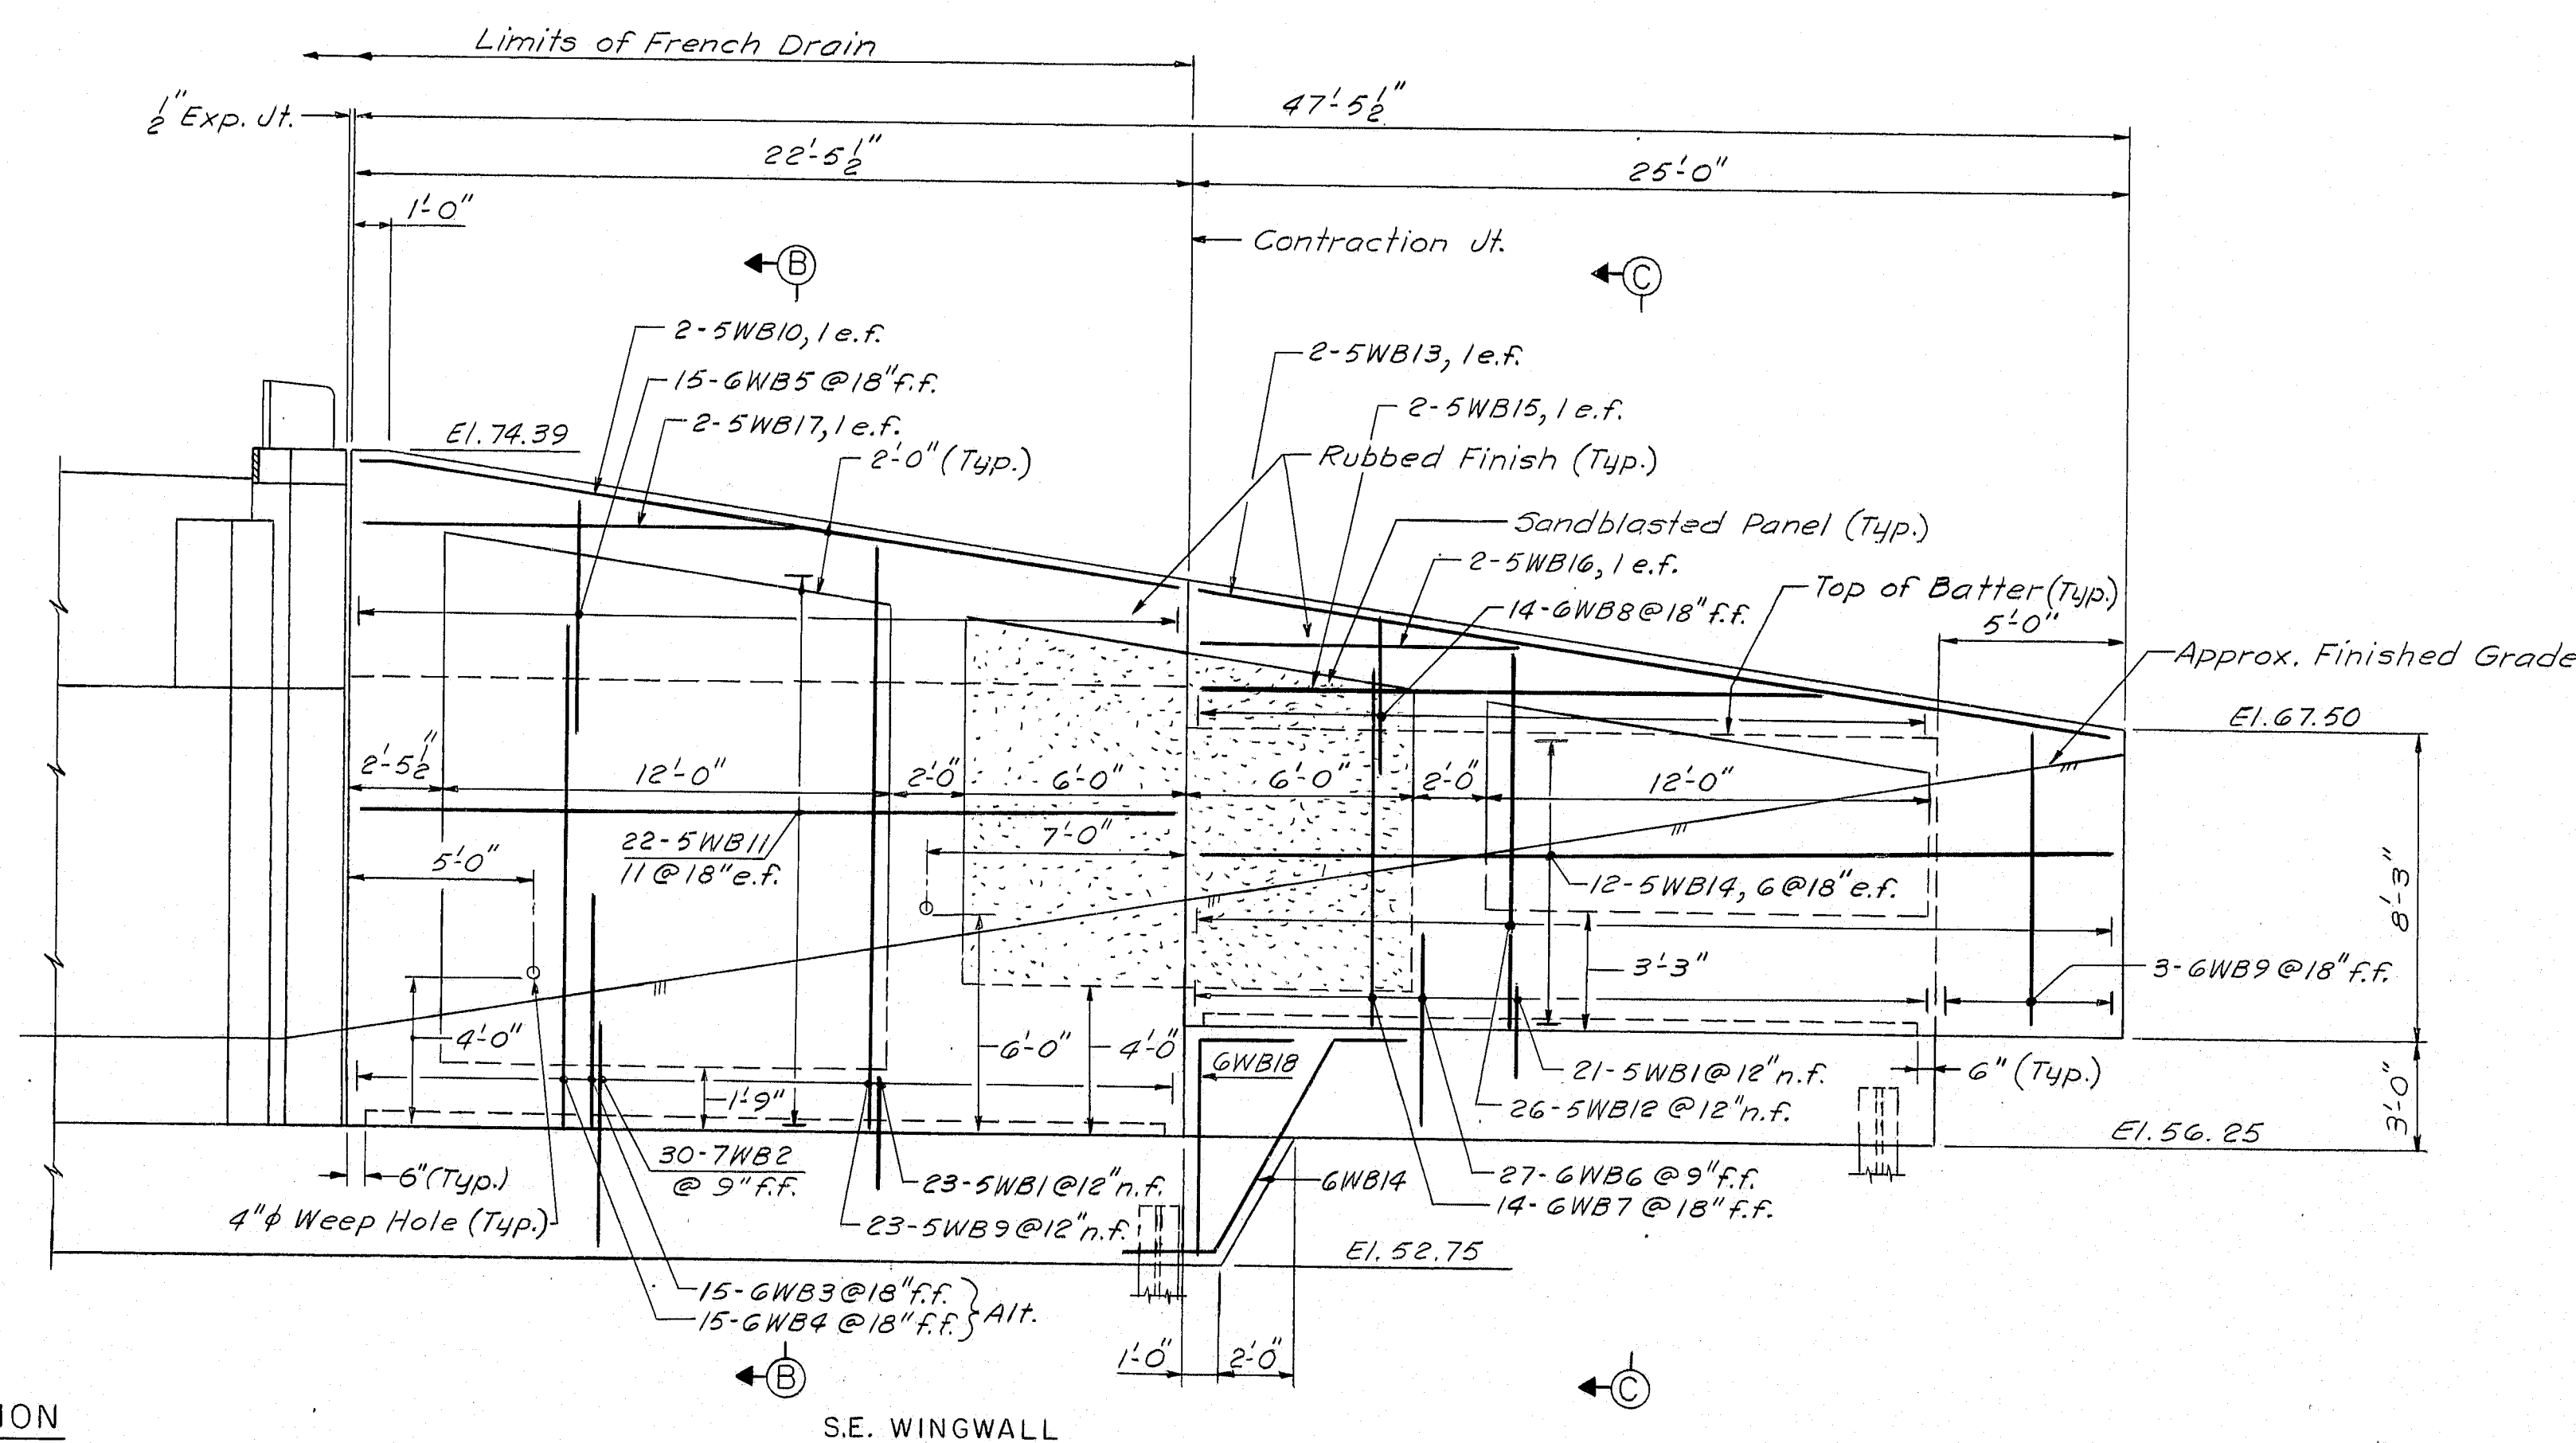 Limits of French Drain
½" Exp. Jt.
47'-5½"
22'-5½"
25'-0"
1'-0"
Contraction Jt.
B
C
2-5WB10, 1 e.f.
15-6WB5 @ 18" f.f.
2-5WB17, 1 e.f.
2'-0" (Typ.)
El. 74.39
2-5WB13, 1 e.f.
2-5WB15, 1 e.f.
Rubbed Finish (Typ.)
Sandblasted Panel (Typ.)
2-5WB16, 1 e.f.
Top of Batter (Typ.)
14-6WB8 @ 18" f.f.
5'-0"
Approx. Finished Grade
El. 67.50
2'-5½"
12'-0"
2'-0"
6'-0"
6'-0"
2'-0"
12'-0"
7'-0"
22-5WB11
11 @ 18" e.f.
5'-0"
12-5WB14, 6 @ 18" e.f.
8'-3"
3'-3"
3-6WB9 @ 18" f.f.
4'-0"
6'-0"
4'-0"
6WB18
1'-9"
21-5WB1 @ 12" n.f.
6" (Typ.)
26-5WB12 @ 12" n.f.
3'-0"
El. 56.25
30-7WB2
@ 9" f.f.
6" (Typ.)
23-5WB1 @ 12" n.f.
6WB14
27-6WB6 @ 9" f.f.
14-6WB7 @ 18" f.f.
4"φ Weep Hole (Typ.)
23-5WB9 @ 12" n.f.
El. 52.75
15-6WB3 @ 18" f.f.
15-6WB4 @ 18" f.f. } Alt.
1'-0"
2'-0"
B
C
ION
S.E. WINGWALL